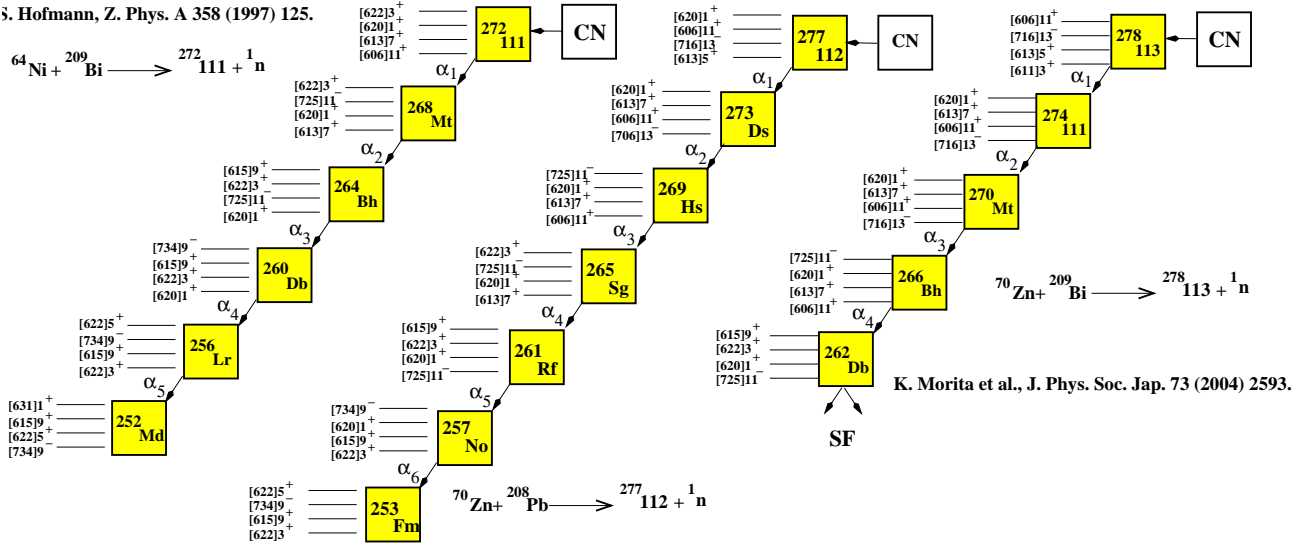 S. Hofmann, Z. Phys. A 358 (1997) 125.
64Ni + 209Bi 272 111 + 1n
[622]3+
[620]1+
[613]7+
[606]11+
272 111
CN
α1
[622]3+
[725]11−
[620]1+
[613]7+
268 Mt
α2
[615]9+
[622]3+
[725]11−
[620]1+
264 Bh
α3
[734]9−
[615]9+
[622]3+
[620]1+
260 Db
α4
[622]5+
[734]9−
[615]9+
[622]3+
256 Lr
α5
[631]1+
[615]9+
[622]5+
[734]9−
252 Md
[620]1+
[606]11+
[716]13−
[613]5+
277 112
CN
α1
[620]1+
[613]7+
[606]11+
[706]13−
273 Ds
α2
[725]11−
[620]1+
[613]7+
[606]11+
269 Hs
α3
[622]3+
[725]11−
[620]1+
[613]7+
265 Sg
α4
[615]9+
[622]3+
[620]1+
[725]11−
261 Rf
α5
[734]9−
[620]1+
[615]9+
[622]3+
257 No
α6
[622]5+
[734]9−
[615]9+
[622]3+
253 Fm
70Zn + 208Pb 277 112 + 1n
[606]11+
[716]13−
[613]5+
[611]3+
278 113
CN
α1
[620]1+
[613]7+
[606]11+
[716]13−
274 111
α2
[620]1+
[613]7+
[606]11+
[716]13−
270 Mt
α3
[725]11−
[620]1+
[613]7+
[606]11+
266 Bh
α4
[615]9+
[622]3+
[620]1+
[725]11−
262 Db
SF
70Zn + 209Bi 278 113 + 1n
K. Morita et al., J. Phys. Soc. Jap. 73 (2004) 2593.